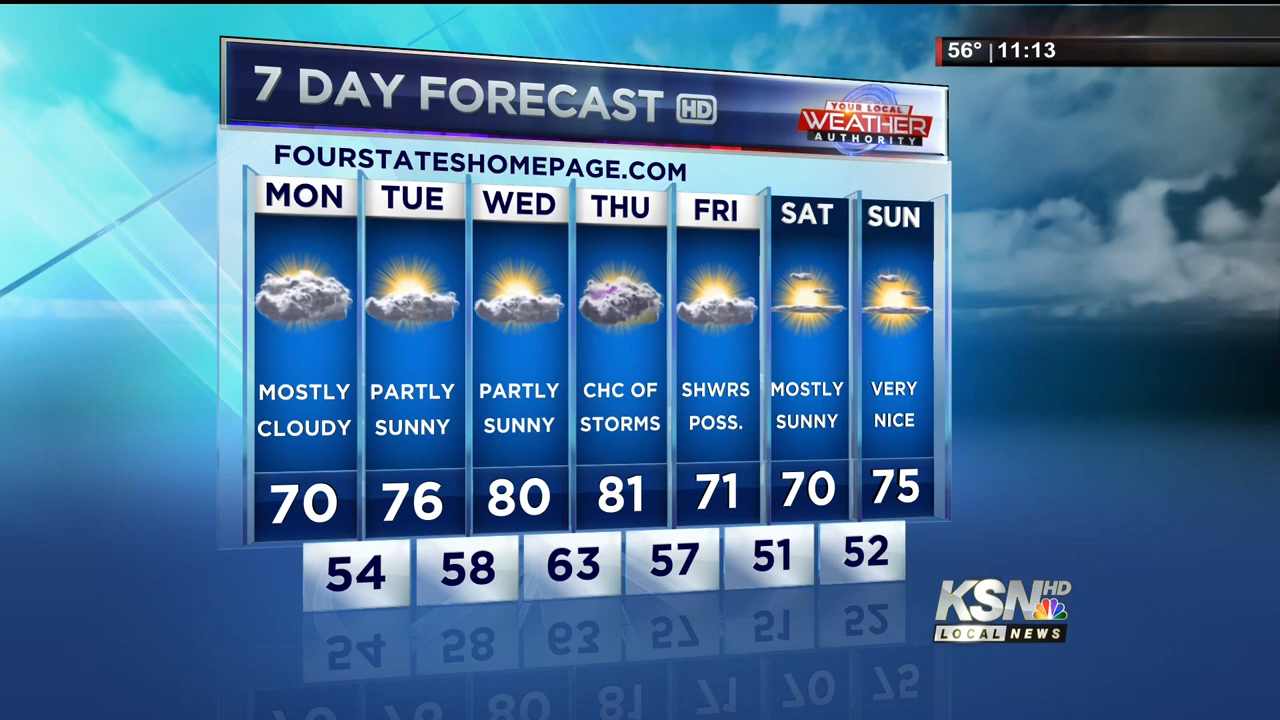 56° | 11:13
7 DAY FORECAST HD
YOUR LOCAL
WEATHER
AUTHORITY
FOURSTATESHOMEPAGE.COM
MON TUE WED THU FRI SAT SUN
MOSTLY PARTLY PARTLY CHC OF SHWRS MOSTLY VERY
CLOUDY SUNNY SUNNY STORMS POSS. SUNNY NICE
70 76 80 81 71 70 75
54 58 63 57 51 52
KSN HD
LOCAL NEWS